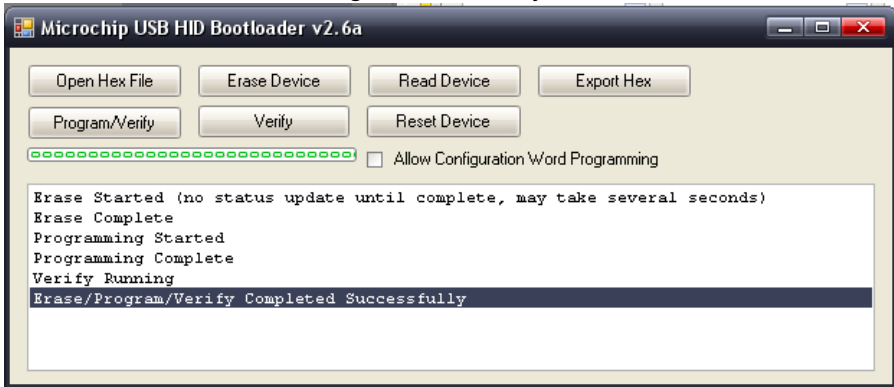 Microchip USB HID Bootloader v2.6a
Open Hex File Erase Device Read Device Export Hex
Program/Verify Verify Reset Device
Allow Configuration Word Programming
Erase Started (no status update until complete, may take several seconds)
Erase Complete
Programming Started
Programming Complete
Verify Running
Erase/Program/Verify Completed Successfully